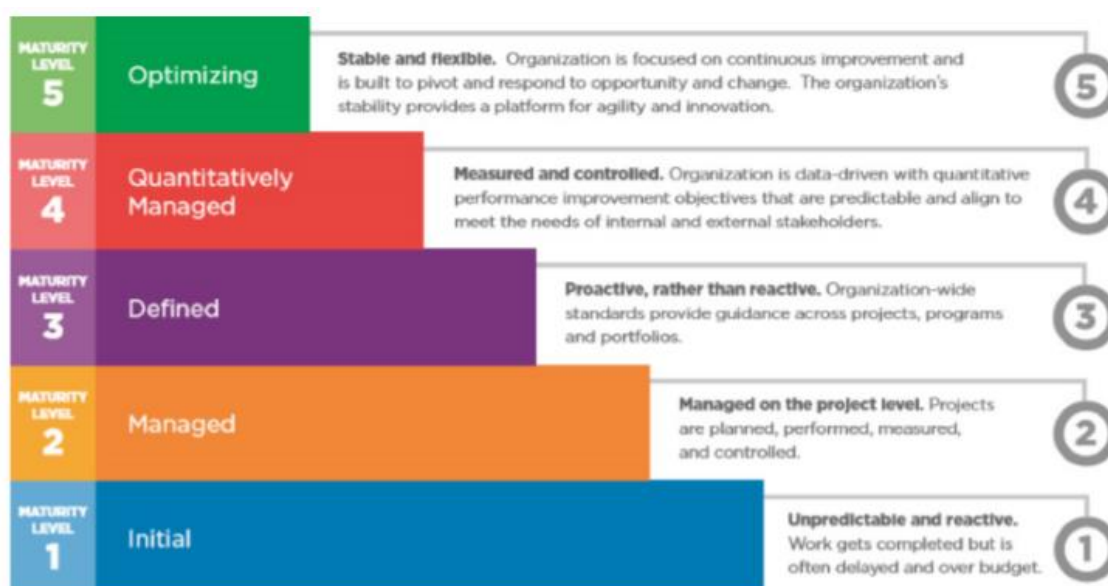 MATURITY
LEVEL
5
Optimizing
Stable and flexible. Organization is focused on continuous improvement and
is built to pivot and respond to opportunity and change. The organization's
stability provides a platform for agility and innovation.
5
MATURITY
LEVEL
4
Quantitatively
Managed
Measured and controlled. Organization is data-driven with quantitative
performance improvement objectives that are predictable and align to
meet the needs of internal and external stakeholders.
4
MATURITY
LEVEL
3
Defined
Proactive, rather than reactive. Organization-wide
standards provide guidance across projects, programs
and portfolios.
3
MATURITY
LEVEL
2
Managed
Managed on the project level. Projects
are planned, performed, measured,
and controlled.
2
MATURITY
LEVEL
1
Initial
Unpredictable and reactive.
Work gets completed but is
often delayed and over budget.
1